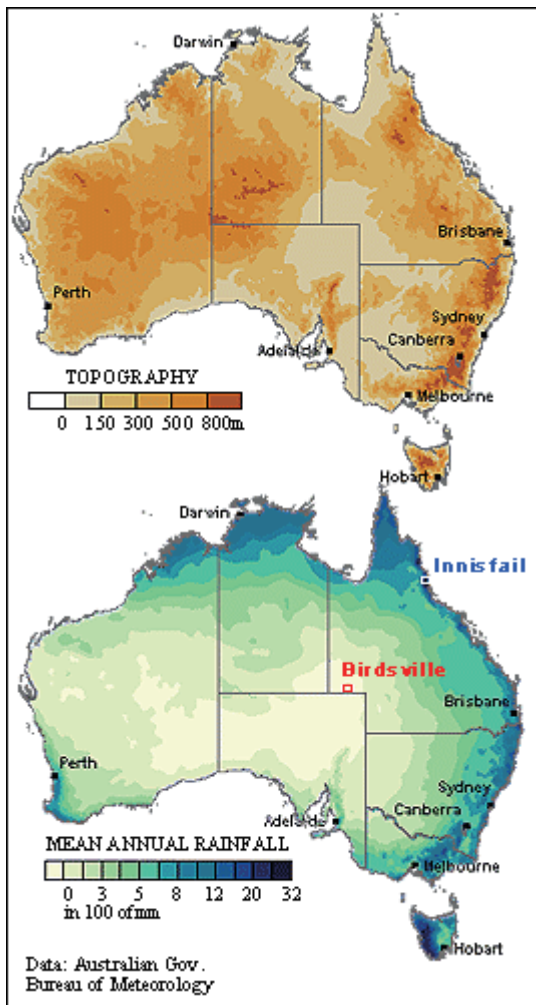 Darwin
Brisbane
Perth
Sydney
Canberra
Adelaide
TOPOGRAPHY
Melbourne
0 150 300 500 800m
Hobart
Darwin
Innisfail
Birdsville
Brisbane
Perth
Sydney
Canberra
Adelaide
MEAN ANNUAL RAINFALL
Melbourne
0 3 5 8 12 20 32
in 100 of mm
Hobart
Data: Australian Gov.
Bureau of Meteorology